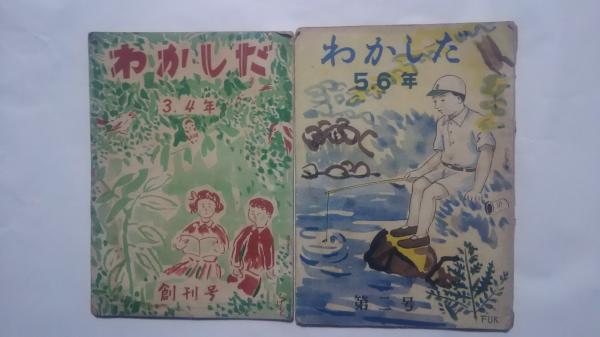 わかしだ
3.4年
創刊号
わかしだ
56年
第二号
FUK